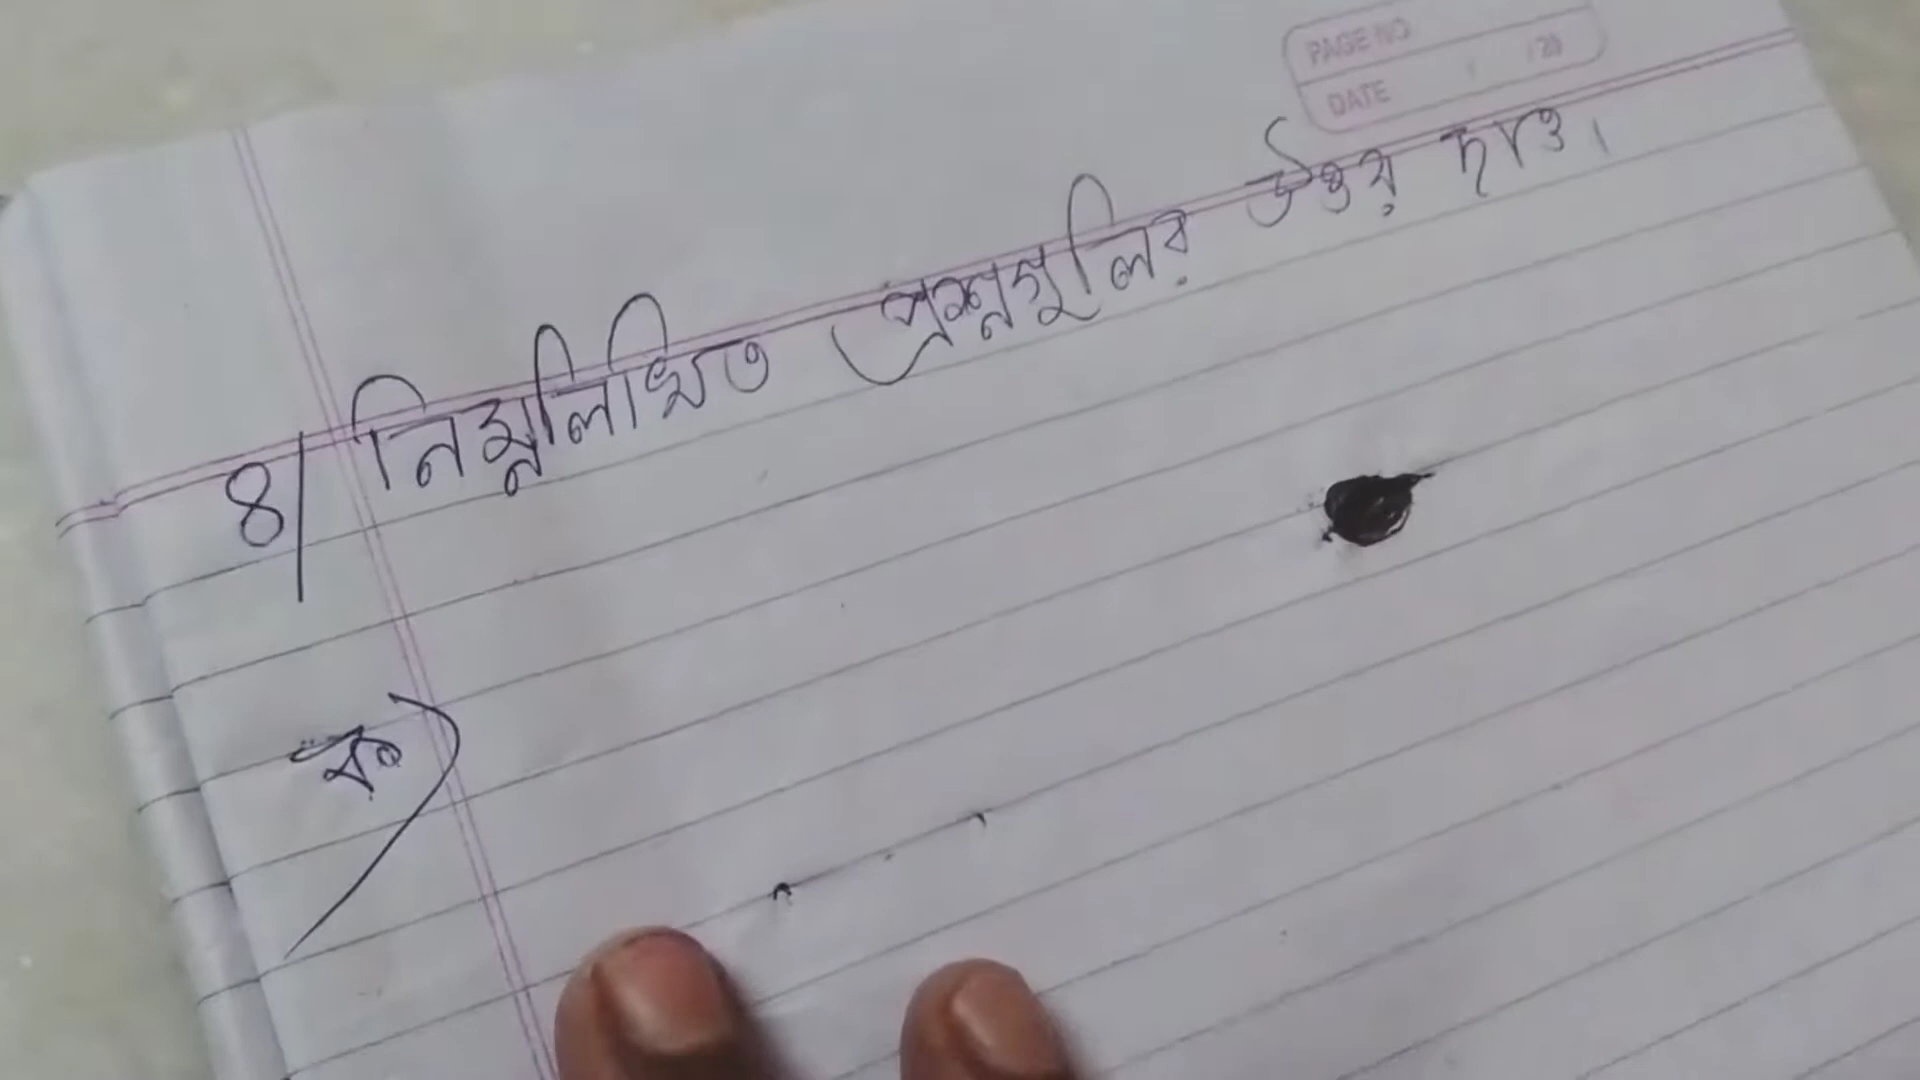 PAGE NO
DATE / /20
৪| নিম্নলিখিত প্রশ্নগুলির উত্তর দাও।
ক)